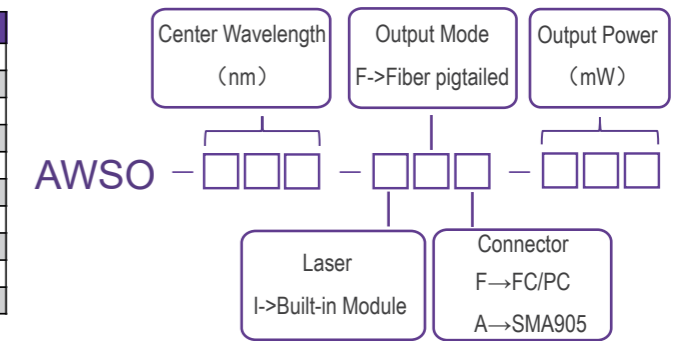 Center Wavelength
（nm）
Output Mode
F->Fiber pigtailed
Output Power
（mW）
AWSO － □□□ － □□□ － □□□
Laser
I->Built-in Module
Connector
F→FC/PC
A→SMA905